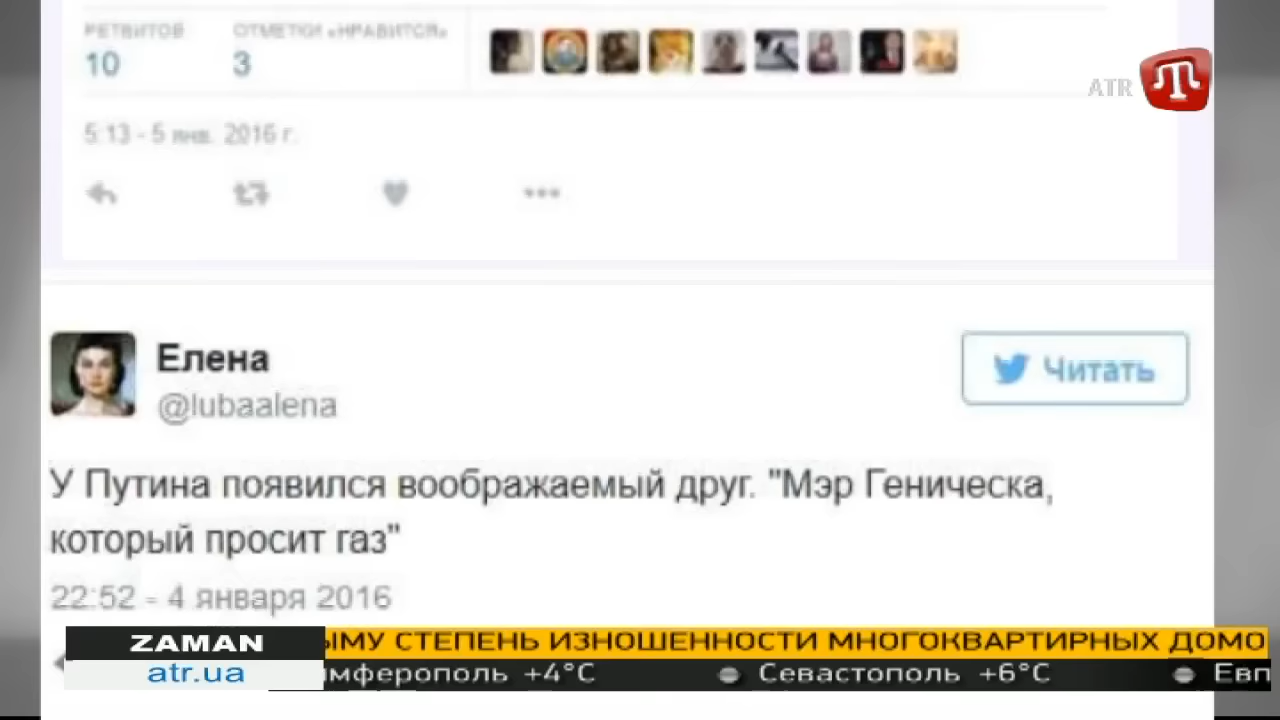 РЕТВИТОВ
ОТМЕТКИ «НРАВИТСЯ»
10
3
ATR
5:13 - 5 янв. 2016 г.
Елена
@lubaalena
Читать
У Путина появился воображаемый друг. "Мэр Геническа,
который просит газ"
22:52 - 4 января 2016
ZAMAN
ЫМУ СТЕПЕНЬ ИЗНОШЕННОСТИ МНОГОКВАРТИРНЫХ ДОМО
atr.ua
имферополь +4°C
Севастополь +6°C
Евп